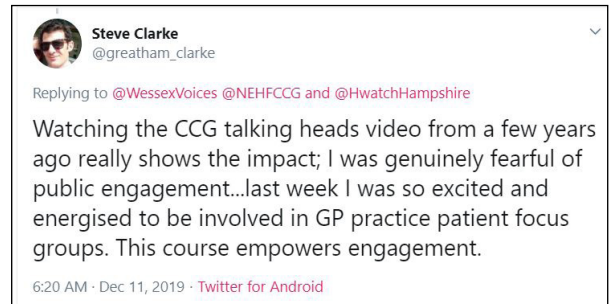 Steve Clarke
@greatham_clarke
Replying to @WessexVoices @NEHFCCG and @HwatchHampshire
Watching the CCG talking heads video from a few years
ago really shows the impact; I was genuinely fearful of
public engagement...last week I was so excited and
energised to be involved in GP practice patient focus
groups. This course empowers engagement.
6:20 AM · Dec 11, 2019 · Twitter for Android